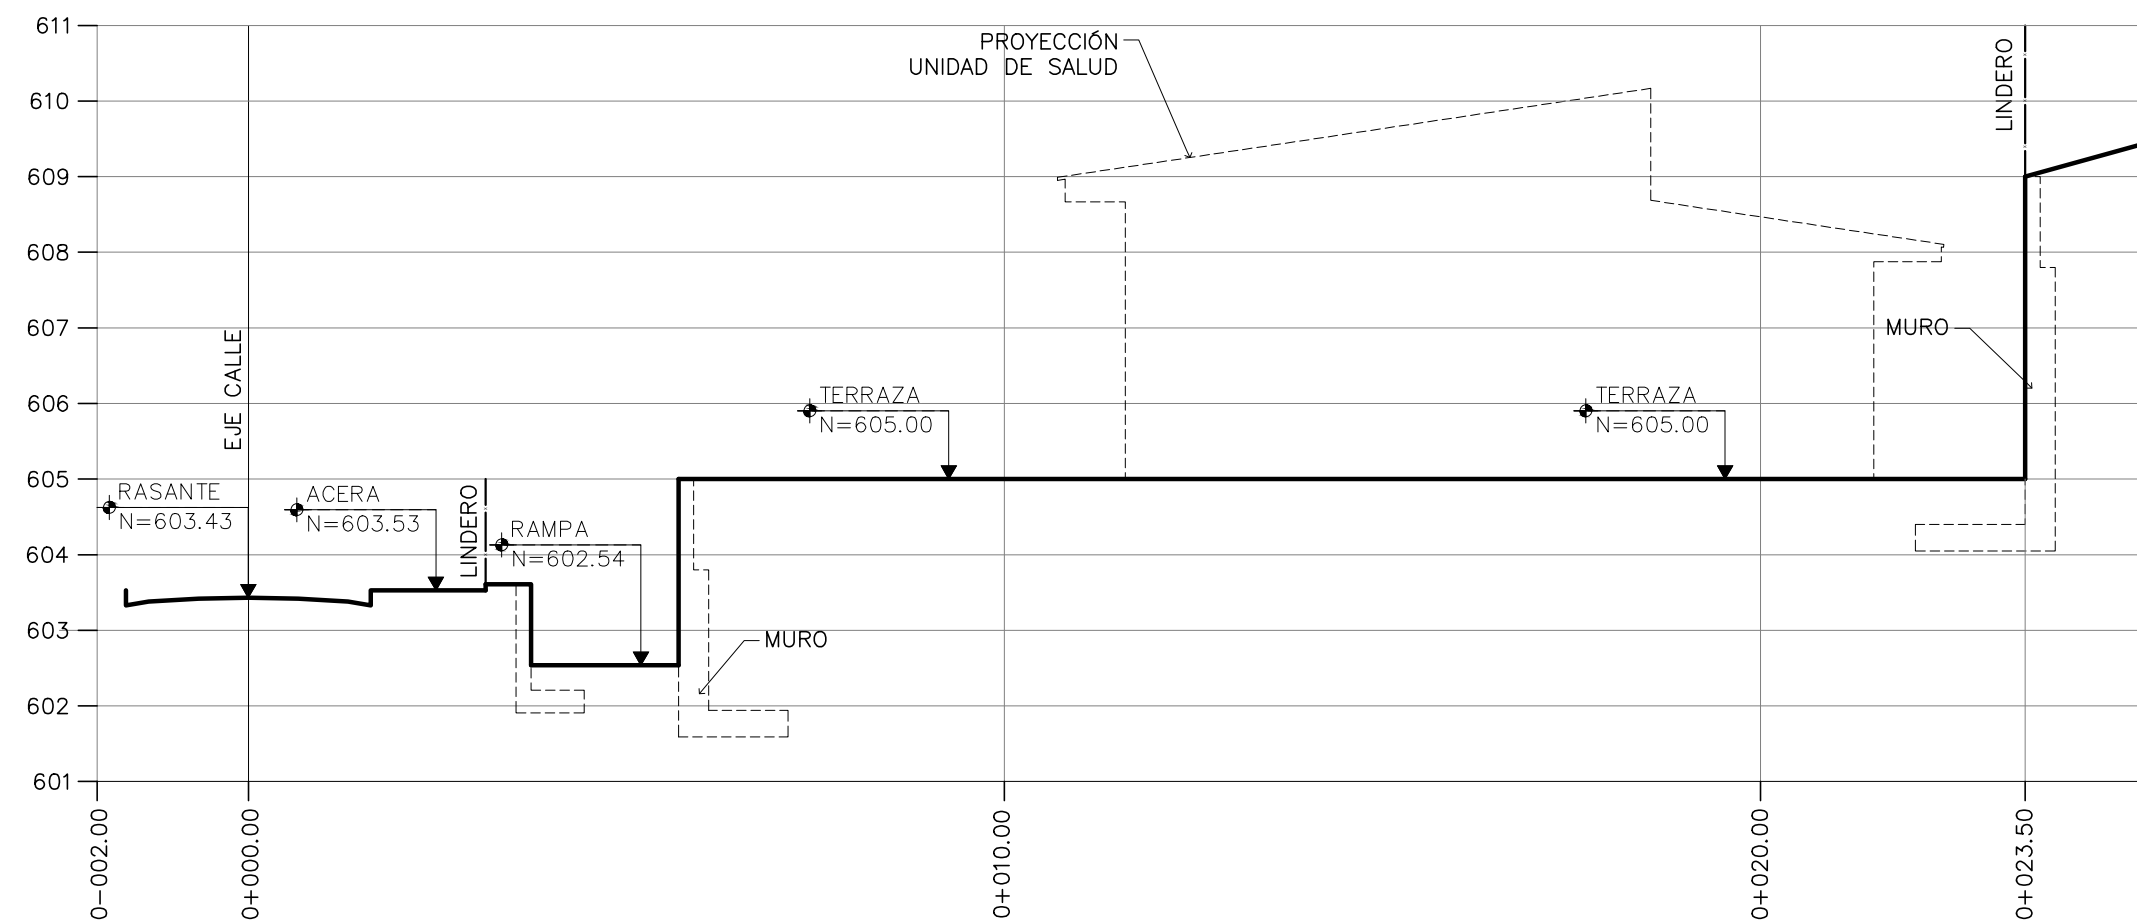 611
610
609
608
607
606
605
604
603
602
601
PROYECCIÓN
UNIDAD DE SALUD
LINDERO
EJE CALLE
MURO
TERRAZA
N=605.00
TERRAZA
N=605.00
RASANTE
N=603.43
ACERA
N=603.53
LINDERO
RAMPA
N=602.54
MURO
0-002.00
0+000.00
0+010.00
0+020.00
0+023.50